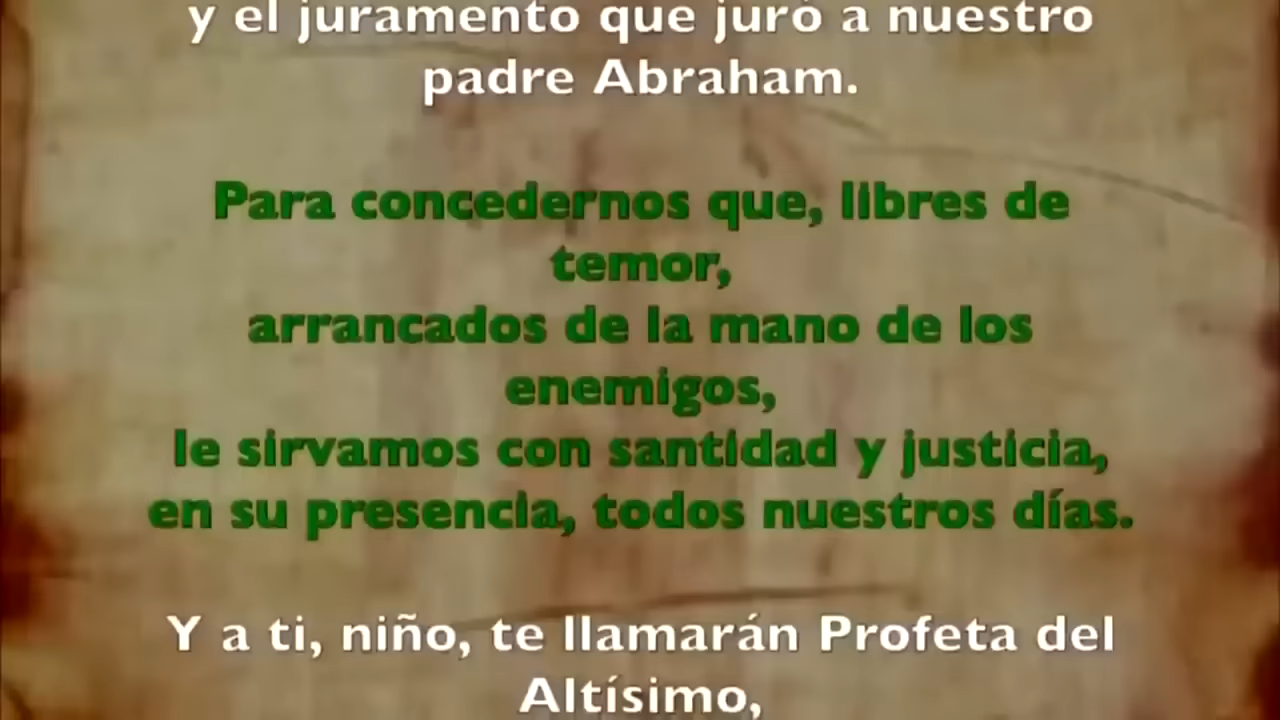 y el juramento que juró a nuestro
padre Abraham.
Para concedernos que, libres de
temor,
arrancados de la mano de los
enemigos,
le sirvamos con santidad y justicia,
en su presencia, todos nuestros días.
Y a ti, niño, te llamarán Profeta del
Altísimo,